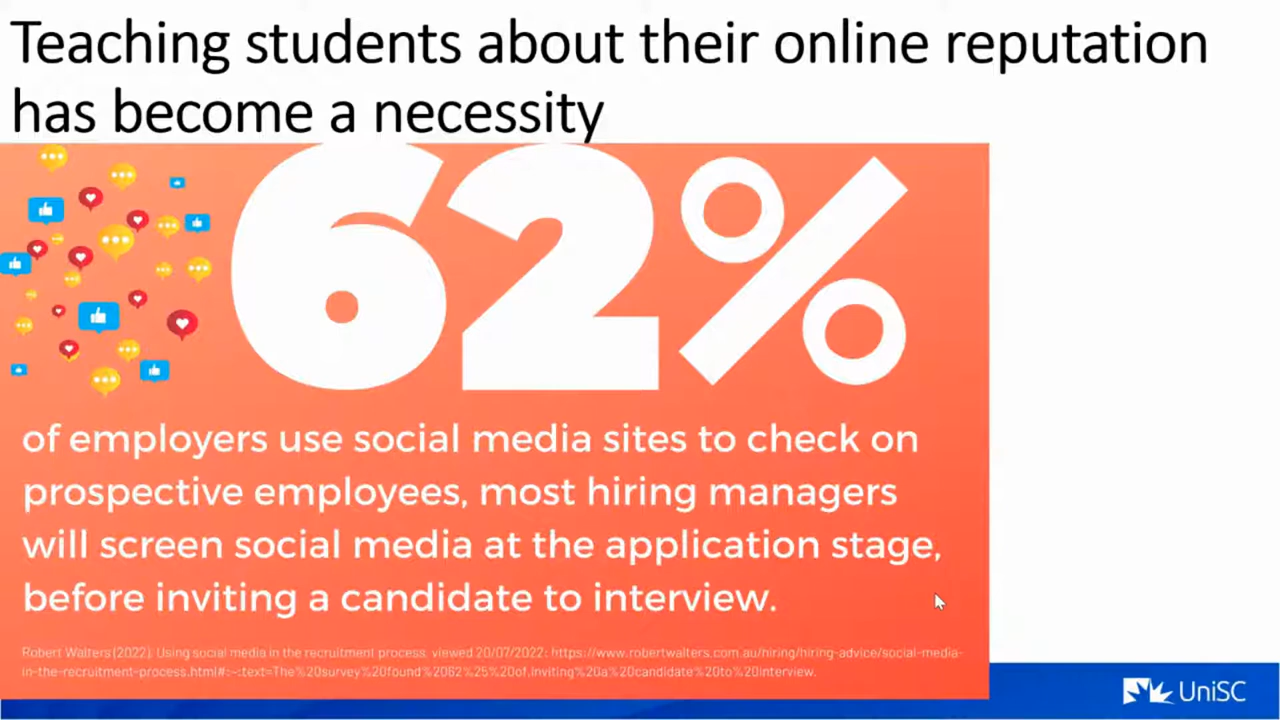 Teaching students about their online reputation
has become a necessity
62%
of employers use social media sites to check on
prospective employees, most hiring managers
will screen social media at the application stage,
before inviting a candidate to interview.
Robert Walters (2022), Using social media in the recruitment process, viewed 20/07/2022: https://www.robertwalters.com.au/hiring/hiring-advice/social-media-
in-the-recruitment-process.html#:~:text=The%20survey%20found%2062%25%20of,inviting%20a%20candidate%20to%20interview.
UniSC